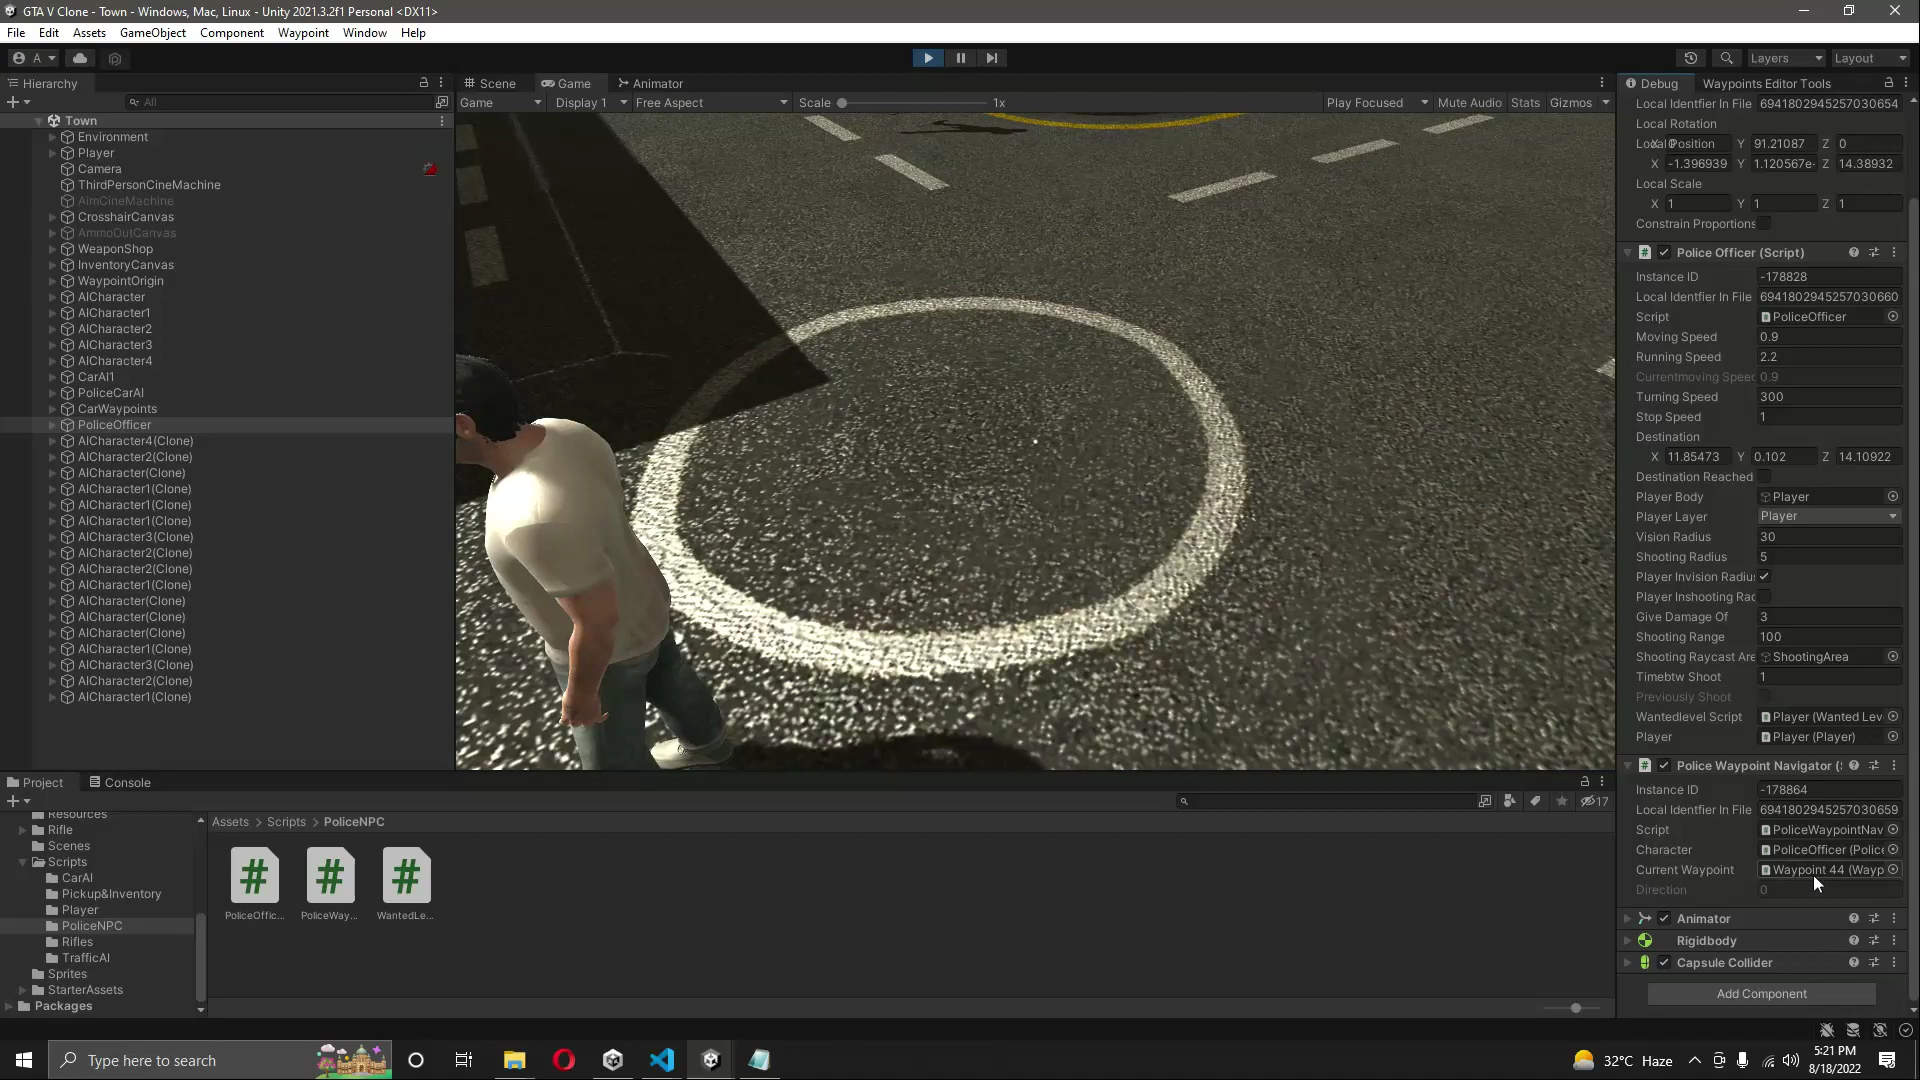 GTA V Clone - Town - Windows, Mac, Linux - Unity 2021.3.2f1 Personal <DX11>
File Edit Assets GameObject Component Waypoint Window Help
A Layers Layout
Hierarchy
All
Town
Environment
Player
Camera
ThirdPersonCineMachine
AimCineMachine
CrosshairCanvas
AmmoOutCanvas
WeaponShop
InventoryCanvas
WaypointOrigin
AICharacter
AICharacter1
AICharacter2
AICharacter3
AICharacter4
CarAI1
PoliceCarAI
CarWaypoints
PoliceOfficer
AICharacter4(Clone)
AICharacter2(Clone)
AICharacter(Clone)
AICharacter1(Clone)
AICharacter1(Clone)
AICharacter1(Clone)
AICharacter3(Clone)
AICharacter2(Clone)
AICharacter2(Clone)
AICharacter1(Clone)
AICharacter(Clone)
AICharacter(Clone)
AICharacter(Clone)
AICharacter1(Clone)
AICharacter3(Clone)
AICharacter2(Clone)
AICharacter1(Clone)
Scene Game Animator
Game Display 1 Free Aspect Scale 1x Play Focused Mute Audio Stats Gizmos
Debug Waypoints Editor Tools
Local Identfier In File 6941802945257030654
Local Rotation
Local Position X 0 Y 91.21087 Z 0
X -1.396939 Y 1.120567e- Z 14.38932
Local Scale
X 1 Y 1 Z 1
Constrain Proportions
Police Officer (Script)
Instance ID -178828
Local Identfier In File 6941802945257030660
Script PoliceOfficer
Moving Speed 0.9
Running Speed 2.2
Currentmoving Speed 0.9
Turning Speed 300
Stop Speed 1
Destination
X 11.85473 Y 0.102 Z 14.10922
Destination Reached
Player Body Player
Player Layer Player
Vision Radius 30
Shooting Radius 5
Player Invision Radiu
Player Inshooting Rad
Give Damage Of 3
Shooting Range 100
Shooting Raycast Are ShootingArea
Timebtw Shoot 1
Previously Shoot
Wantedlevel Script Player (Wanted Lev
Player Player (Player)
Police Waypoint Navigator (
Instance ID -178864
Local Identfier In File 6941802945257030659
Script PoliceWaypointNav
Character PoliceOfficer (Police
Current Waypoint Waypoint 44 (Wayp
Direction 0
Animator
Rigidbody
Capsule Collider
Add Component
Project Console
17
Resources
Rifle
Scenes
Scripts
CarAI
Pickup&Inventory
Player
PoliceNPC
Rifles
TrafficAI
Sprites
StarterAssets
Packages
Assets > Scripts > PoliceNPC
PoliceOffic... PoliceWay... WantedLe...
Type here to search
32°C Haze
5:21 PM
8/18/2022